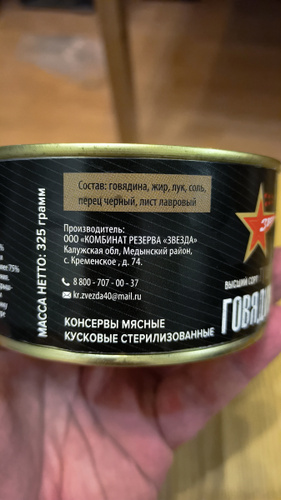 Состав: говядина, жир, лук, соль,
перец черный, лист лавровый
Производитель:
ООО «КОМБИНАТ РЕЗЕРВА «ЗВЕЗДА»
Калужская обл, Медынский район,
с. Кременское , д. 74.
8 800 - 707 - 00 - 37
kr.zvezda40@mail.ru
КОНСЕРВЫ МЯСНЫЕ
КУСКОВЫЕ СТЕРИЛИЗОВАННЫЕ
МАССА НЕТТО: 325 грамм
ВЫСШИЙ СОРТ